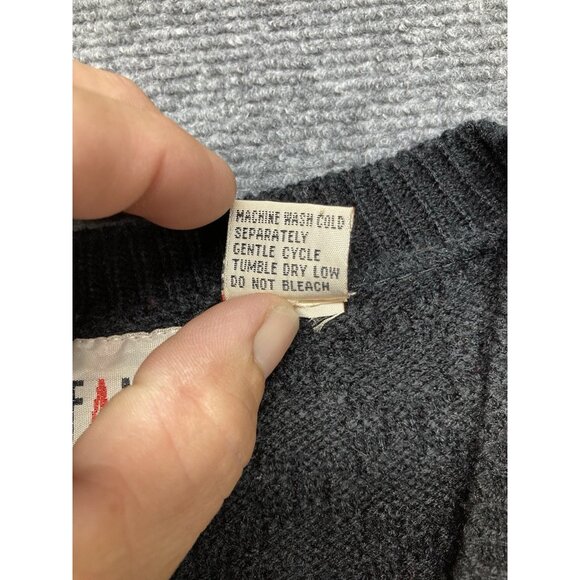 MACHINE WASH COLD
SEPARATELY
GENTLE CYCLE
TUMBLE DRY LOW
DO NOT BLEACH